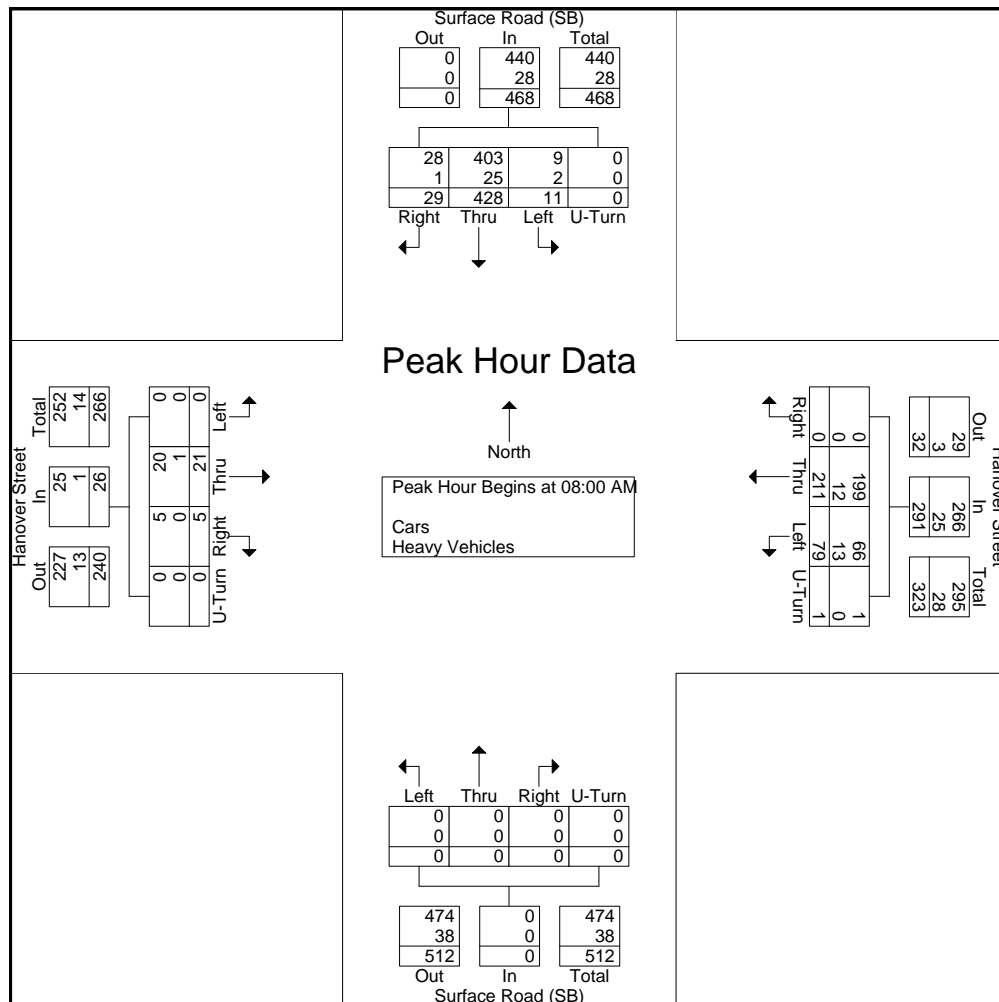 Surface Road (SB)
Out In Total
0 440 440
0 28 28
0 468 468
28 403 9 0
1 25 2 0
29 428 11 0
Right Thru Left U-Turn
Peak Hour Data
North
Peak Hour Begins at 08:00 AM
Cars
Heavy Vehicles
Hanover Street
Total In Out
252 25 227
14 1 13
266 26 240
0 20 5 0
0 1 0 0
0 21 5 0
Left Thru Right U-Turn
Hanover Street
Out In Total
29 266 295
3 25 28
32 291 323
0 199 66 1
0 12 13 0
0 211 79 1
Right Thru Left U-Turn
Left Thru Right U-Turn
0 0 0 0
0 0 0 0
0 0 0 0
474 0 474
38 0 38
512 0 512
Out In Total
Surface Road (SB)